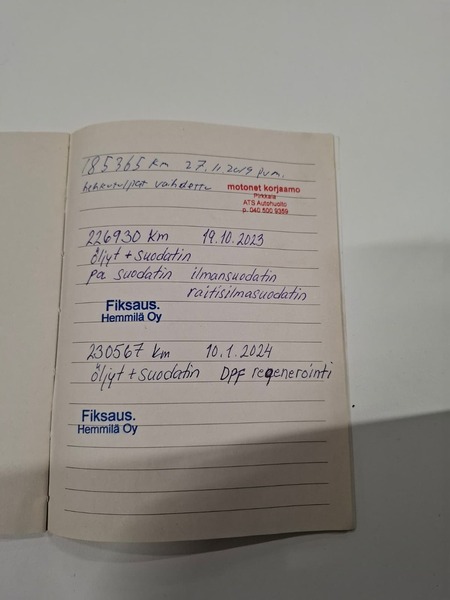 185365 km 27.11.2019 pvm.
hehkutulpat vaihdettu
motonet korjaamo
Pirkkala
ATS Autohuolto
p. 040 500 9359
226930 km 19.10.2023
öljyt + suodatin
pa suodatin ilmansuodatin
raitisilmasuodatin
Fiksaus.
Hemmilä Oy
230567 km 10.1.2024
öljyt + suodatin DPF regenerointi
Fiksaus.
Hemmilä Oy